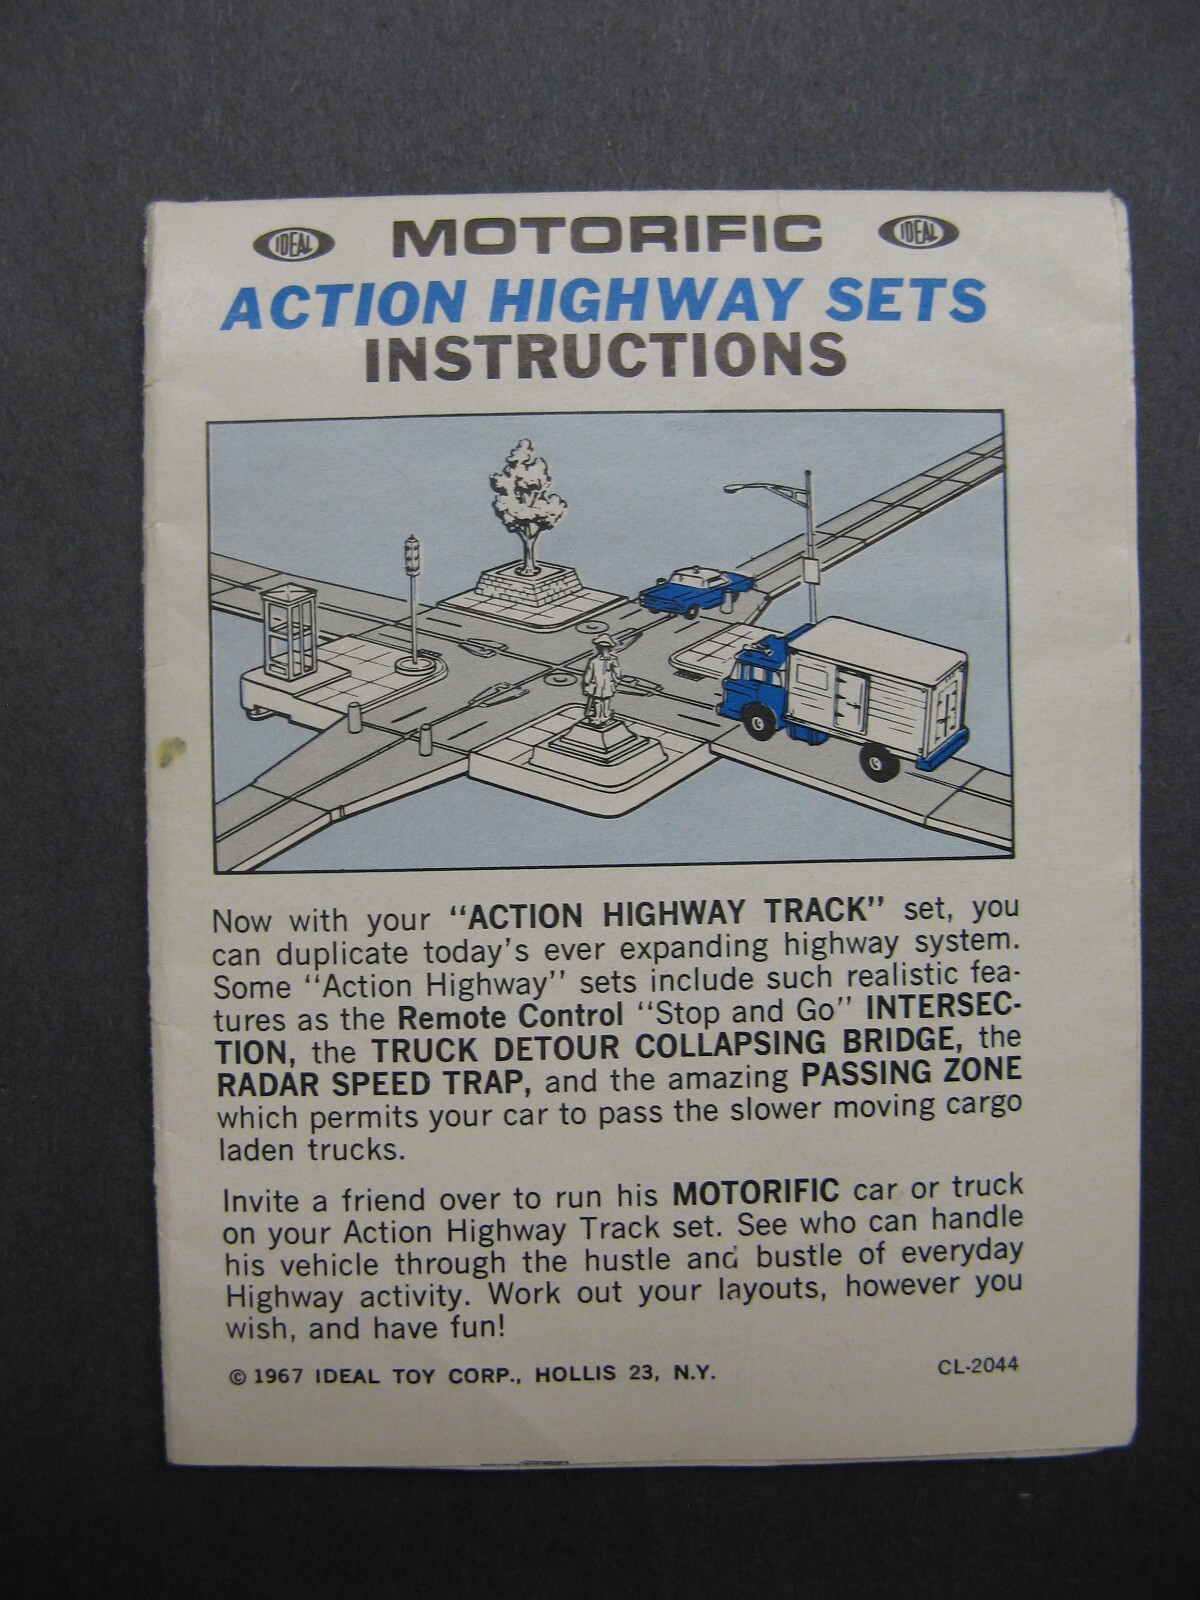 IDEAL MOTORIFIC IDEAL
ACTION HIGHWAY SETS
INSTRUCTIONS
Now with your “ACTION HIGHWAY TRACK” set, you
can duplicate today's ever expanding highway system.
Some “Action Highway” sets include such realistic fea-
tures as the Remote Control “Stop and Go” INTERSEC-
TION, the TRUCK DETOUR COLLAPSING BRIDGE, the
RADAR SPEED TRAP, and the amazing PASSING ZONE
which permits your car to pass the slower moving cargo
laden trucks.
Invite a friend over to run his MOTORIFIC car or truck
on your Action Highway Track set. See who can handle
his vehicle through the hustle and bustle of everyday
Highway activity. Work out your layouts, however you
wish, and have fun!
© 1967 IDEAL TOY CORP., HOLLIS 23, N.Y. CL-2044